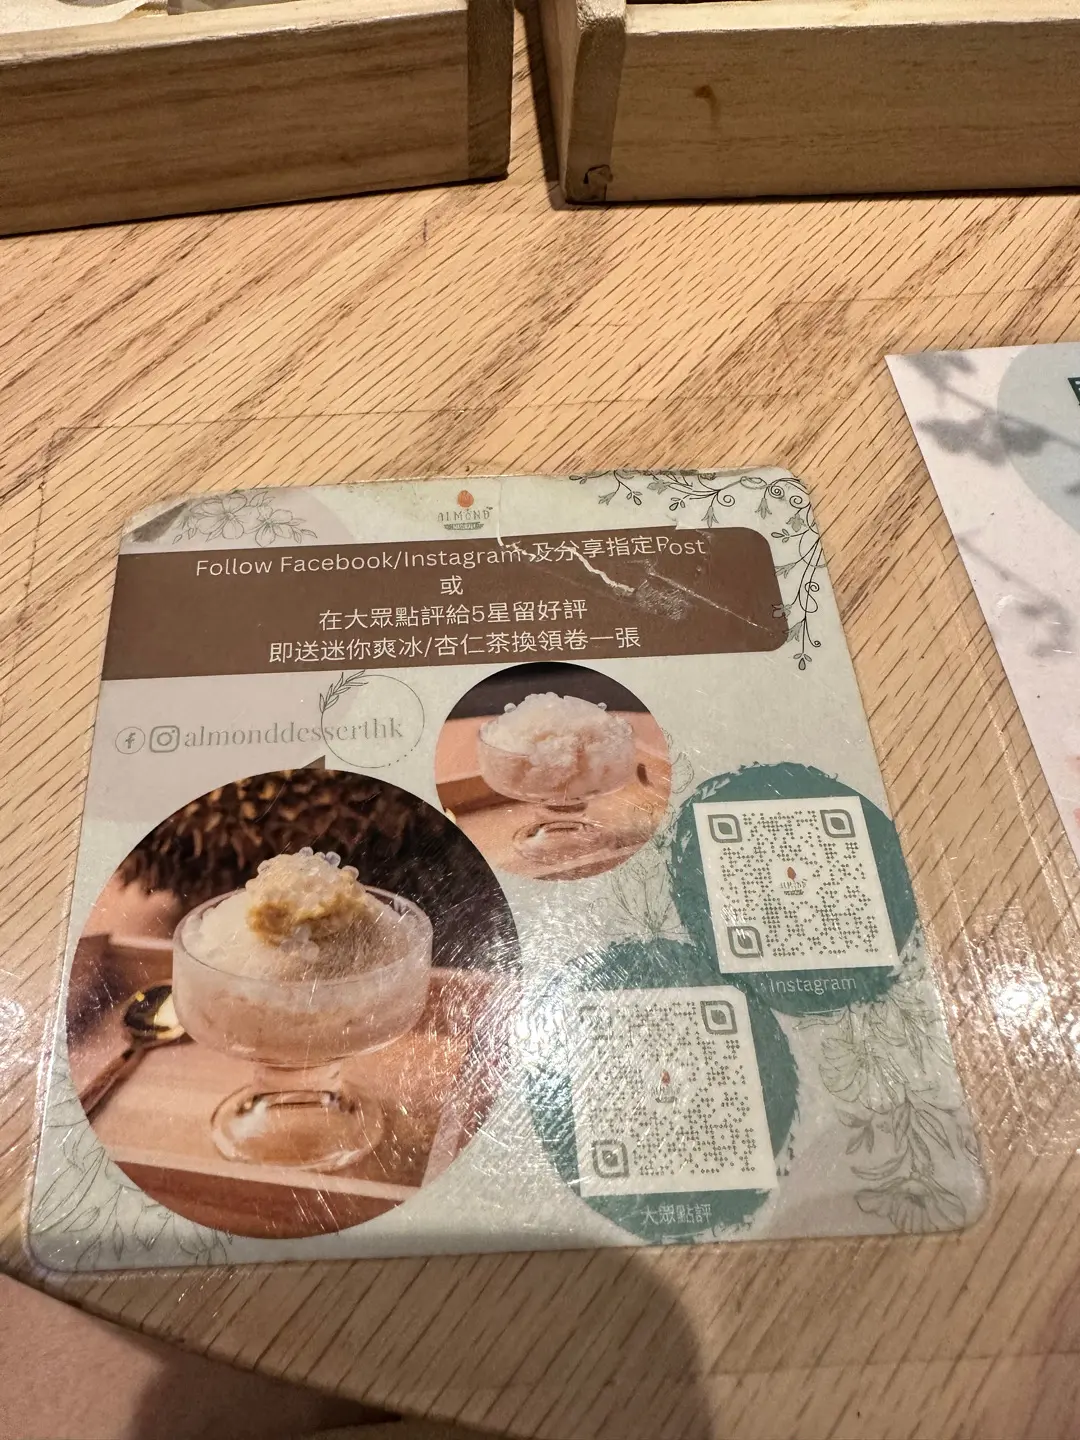 ALMOND
Follow Facebook/Instagram 及分享指定Post
或
在大眾點評給5星留好評
即送迷你爽冰/杏仁茶換領卷一張
almonddesserthk
ALMOND
Instagram
大眾點評